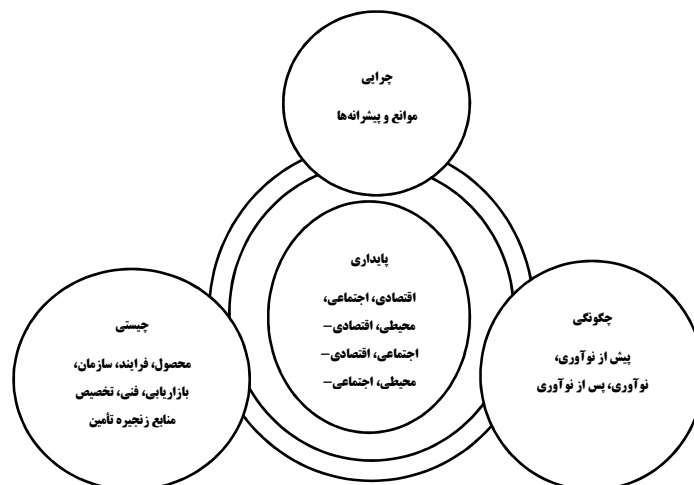 چرایی
موانع و پیشرانه‌ها
پایداری
اقتصادی، اجتماعی،
محیطی، اقتصادی–
اجتماعی، اقتصادی–
محیطی، اجتماعی–
چگونگی
پیش از نوآوری،
نوآوری، پس از نوآوری
چیستی
محصول، فرایند، سازمان،
بازاریابی، فنی، تخصیص
منابع زنجیره تأمین